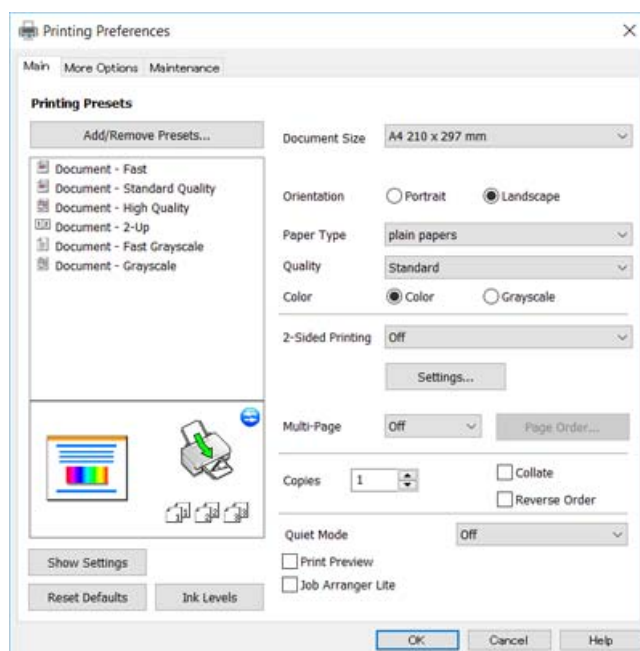 Printing Preferences
Main More Options Maintenance
Printing Presets
Add/Remove Presets...
Document - Fast
Document - Standard Quality
Document - High Quality
Document - 2-Up
Document - Fast Grayscale
Document - Grayscale
Show Settings
Reset Defaults Ink Levels
Document Size A4 210 x 297 mm
Orientation Portrait Landscape
Paper Type plain papers
Quality Standard
Color Color Grayscale
2-Sided Printing Off
Settings...
Multi-Page Off Page Order...
Copies 1 Collate
Reverse Order
Quiet Mode Off
Print Preview
Job Arranger Lite
OK Cancel Help